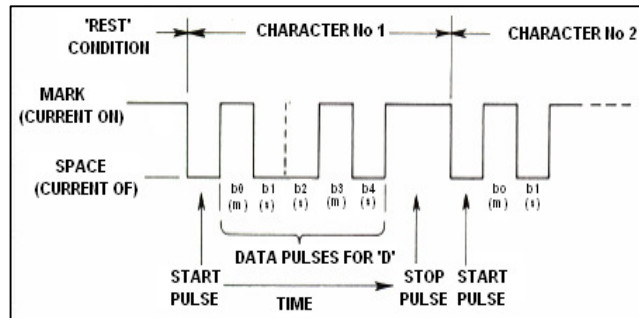 'REST'
CONDITION
CHARACTER No 1
CHARACTER No 2
MARK
(CURRENT ON)
SPACE
(CURRENT OF)
b0 b1 b2 b3 b4 bo b1
(m) (s) (s) (m) (s) (m) (s)
DATA PULSES FOR 'D'
START
PULSE
TIME
STOP
PULSE
START
PULSE